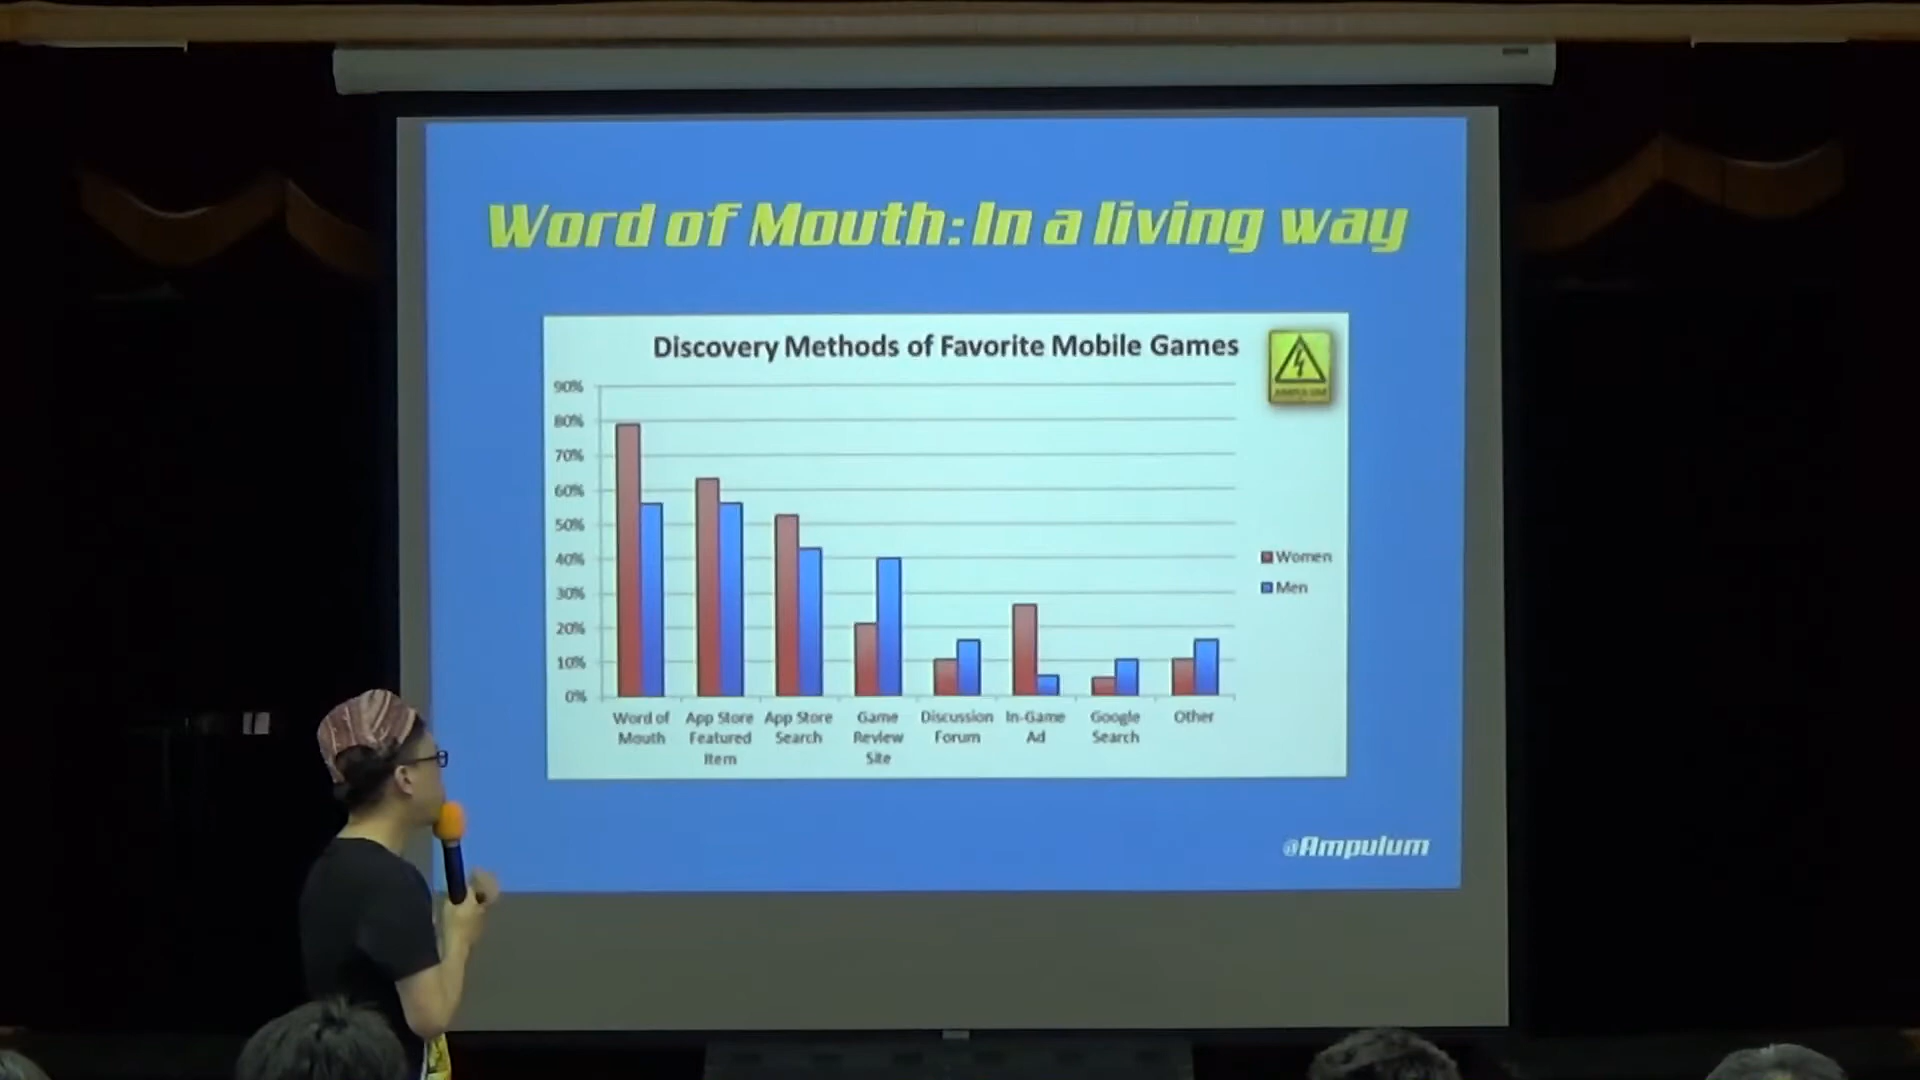 Word of Mouth: In a living way
Discovery Methods of Favorite Mobile Games
90%
80%
70%
60%
50%
40%
30%
20%
10%
0%
Word of
Mouth
App Store
Featured
Item
App Store
Search
Game
Review
Site
Discussion
Forum
In-Game
Ad
Google
Search
Other
Women
Men
@Ampulum